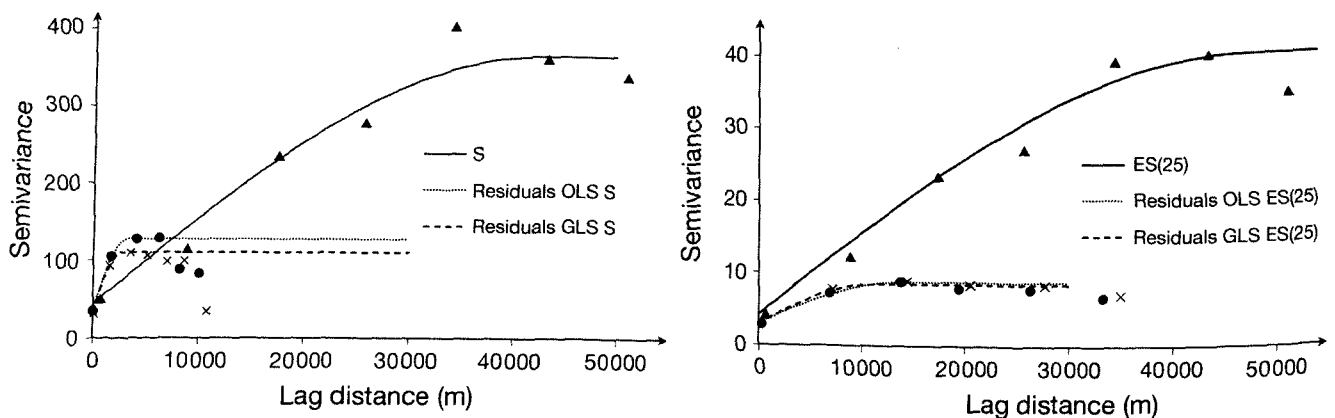 400
300
200
100
0
Semivariance
S
Residuals OLS S
Residuals GLS S
0 10000 20000 30000 40000 50000
Lag distance (m)
40
30
20
10
0
Semivariance
ES(25)
Residuals OLS ES(25)
Residuals GLS ES(25)
0 10000 20000 30000 40000 50000
Lag distance (m)